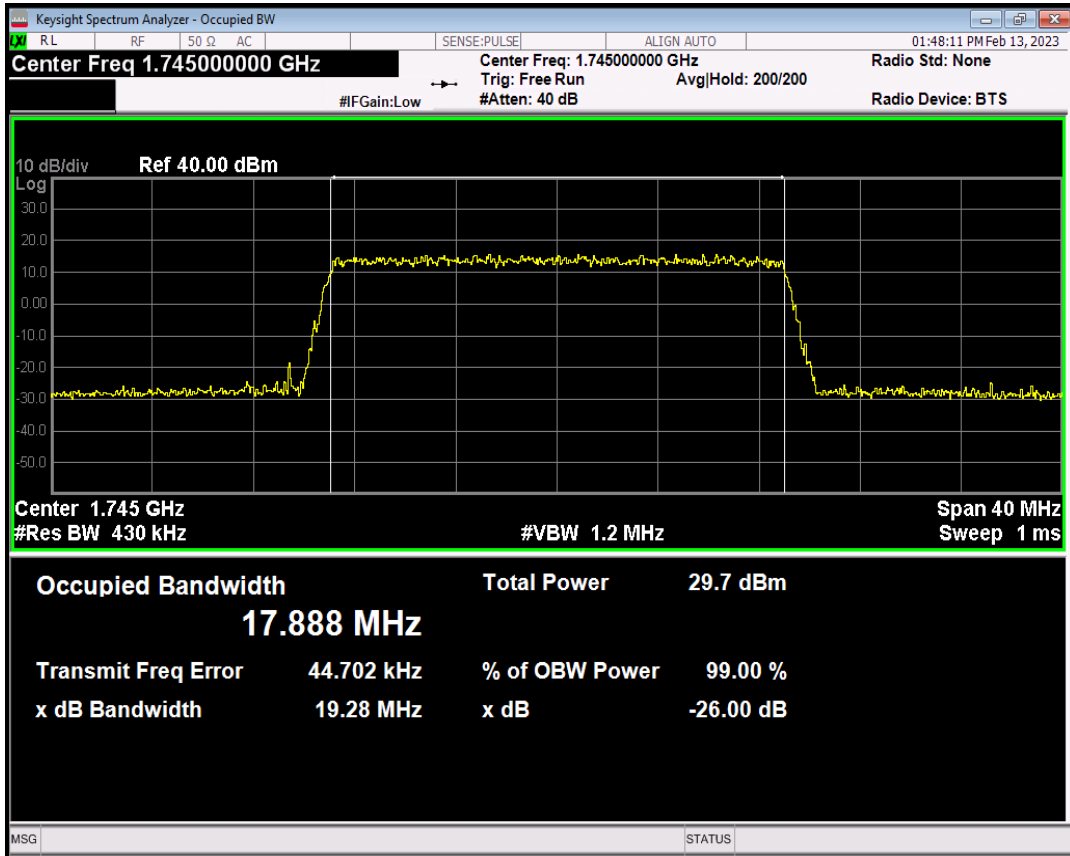 Keysight Spectrum Analyzer - Occupied BW
LXI RL RF 50 Ω AC SENSE:PULSE ALIGN AUTO 01:48:11 PM Feb 13, 2023
Center Freq 1.745000000 GHz Center Freq: 1.745000000 GHz Radio Std: None
Trig: Free Run Avg|Hold: 200/200
#IFGain:Low #Atten: 40 dB Radio Device: BTS
10 dB/div Ref 40.00 dBm
Log
30.0
20.0
10.0
0.00
-10.0
-20.0
-30.0
-40.0
-50.0
Center 1.745 GHz Span 40 MHz
#Res BW 430 kHz #VBW 1.2 MHz Sweep 1 ms
Occupied Bandwidth Total Power 29.7 dBm
17.888 MHz
Transmit Freq Error 44.702 kHz % of OBW Power 99.00 %
x dB Bandwidth 19.28 MHz x dB -26.00 dB
MSG STATUS